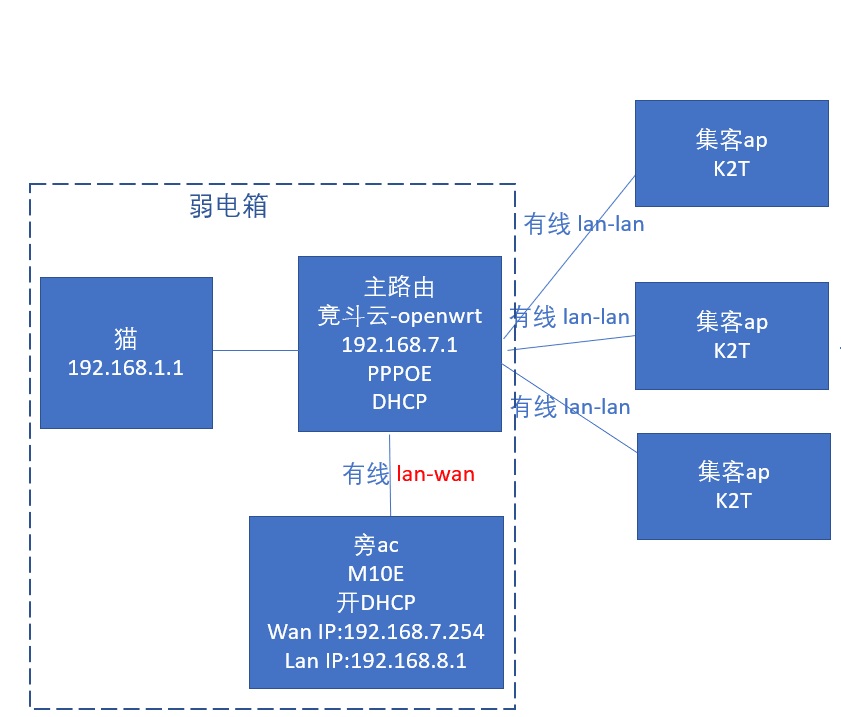 弱电箱
猫
192.168.1.1
主路由
竟斗云-openwrt
192.168.7.1
PPPOE
DHCP
有线 lan-wan
旁ac
M10E
开DHCP
Wan IP:192.168.7.254
Lan IP:192.168.8.1
有线 lan-lan
集客ap
K2T
有线 lan-lan
集客ap
K2T
有线 lan-lan
集客ap
K2T